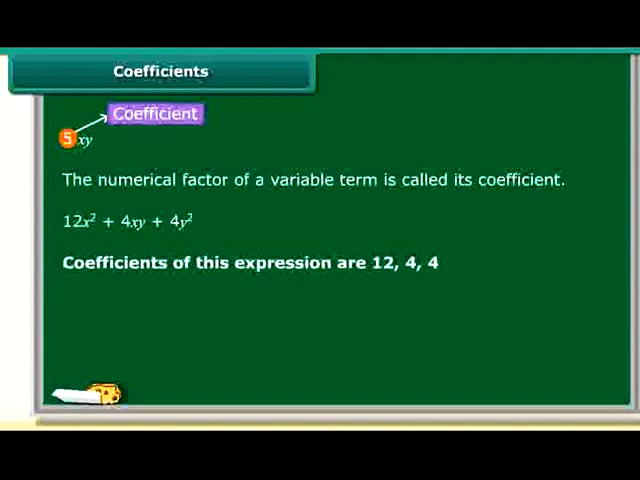 Coefficients
Coefficient
5xy
The numerical factor of a variable term is called its coefficient.
12x² + 4xy + 4y²
Coefficients of this expression are 12, 4, 4